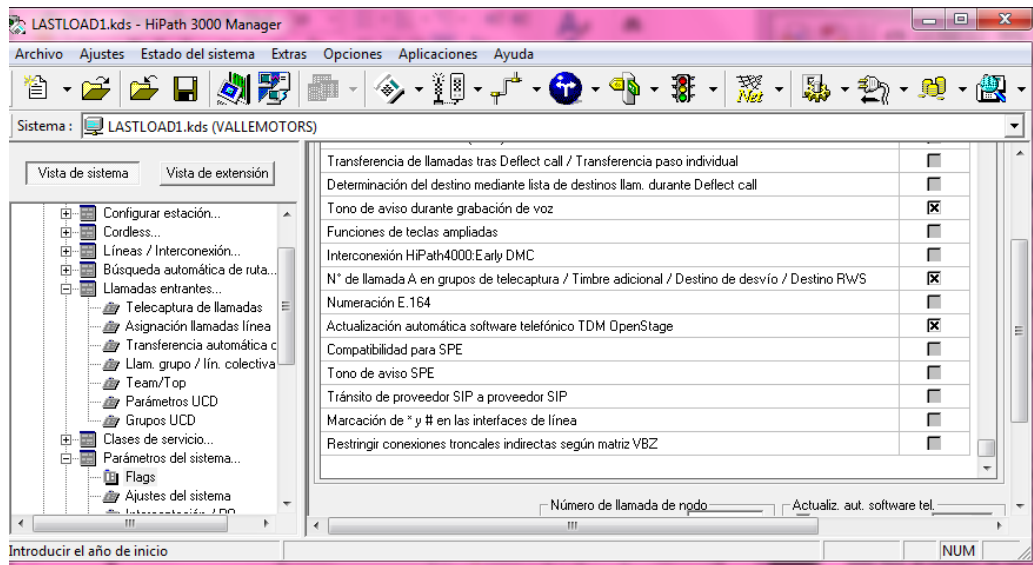 LASTLOAD1.kds - HiPath 3000 Manager
Archivo Ajustes Estado del sistema Extras Opciones Aplicaciones Ayuda
Net
Sistema : LASTLOAD1.kds (VALLEMOTORS)
Vista de sistema Vista de extensión
Configurar estación...
Cordless...
Líneas / Interconexión...
Búsqueda automática de ruta...
Llamadas entrantes...
Telecaptura de llamadas
Asignación llamadas línea
Transferencia automática c
Llam. grupo / lín. colectiva
Team/Top
Parámetros UCD
Grupos UCD
Clases de servicio...
Parámetros del sistema...
Flags
Ajustes del sistema
Transferencia de llamadas tras Deflect call / Transferencia paso individual
Determinación del destino mediante lista de destinos llam. durante Deflect call
Tono de aviso durante grabación de voz
Funciones de teclas ampliadas
Interconexión HiPath4000:Early DMC
N° de llamada A en grupos de telecaptura / Timbre adicional / Destino de desvío / Destino RWS
Numeración E.164
Actualización automática software telefónico TDM OpenStage
Compatibilidad para SPE
Tono de aviso SPE
Tránsito de proveedor SIP a proveedor SIP
Marcación de * y # en las interfaces de línea
Restringir conexiones troncales indirectas según matriz VBZ
Número de llamada de nodo Actualiz. aut. software tel.
Introducir el año de inicio NUM